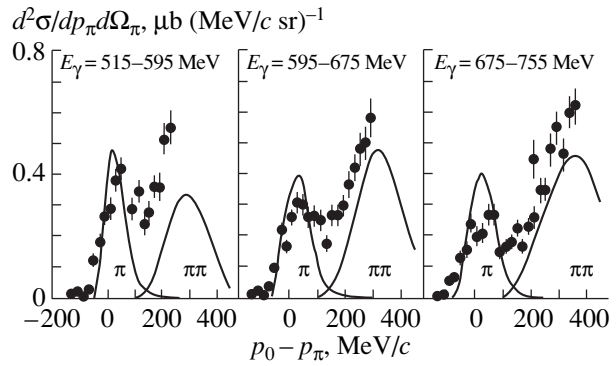 d²σ/dp_πdΩ_π, μb (MeV/c sr)⁻¹
0.8
E_γ = 515–595 MeV
E_γ = 595–675 MeV
E_γ = 675–755 MeV
0.4
π
ππ
π
ππ
π
ππ
0
−200 0 200 400 0 200 400 0 200 400
p₀ – p_π, MeV/c